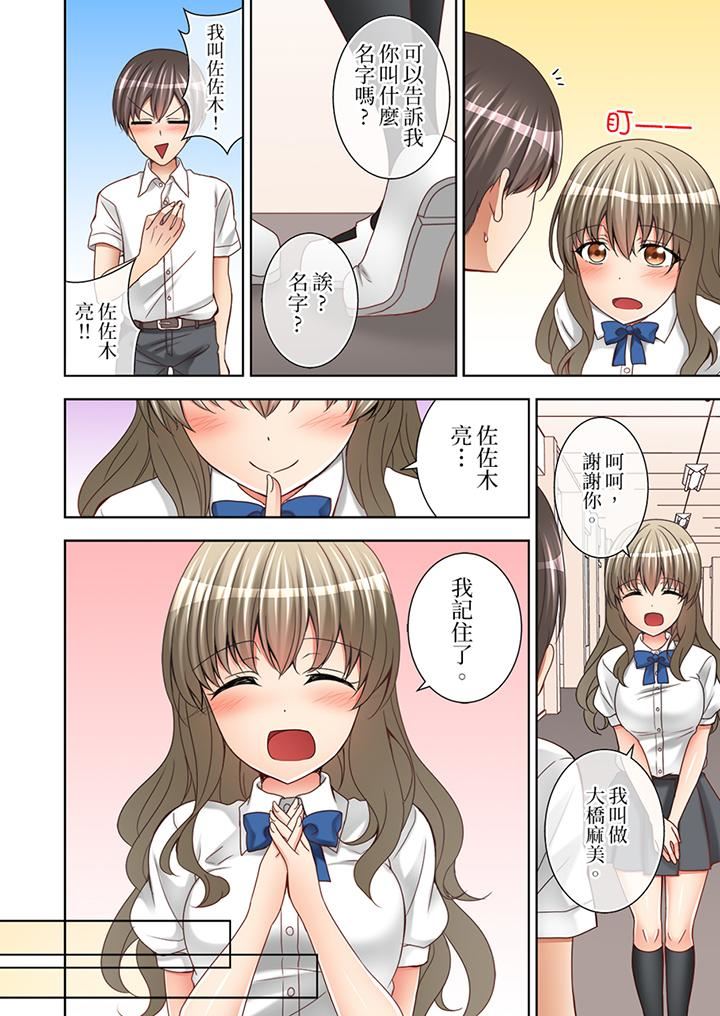 盯——
可以告訴我
你叫什麼
名字嗎？
誒？
名字？
我叫佐佐木！
佐佐木
亮!!
呵呵，
謝謝你。
我叫做
大橋麻美。
佐佐木
亮…
我記住了。